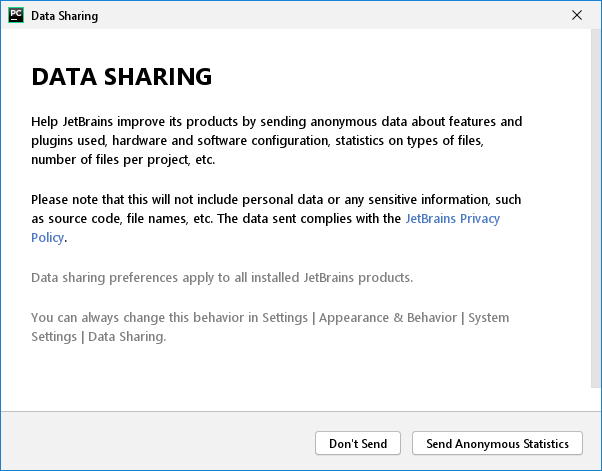 PC Data Sharing
DATA SHARING
Help JetBrains improve its products by sending anonymous data about features and
plugins used, hardware and software configuration, statistics on types of files,
number of files per project, etc.
Please note that this will not include personal data or any sensitive information, such
as source code, file names, etc. The data sent complies with the JetBrains Privacy
Policy.
Data sharing preferences apply to all installed JetBrains products.
You can always change this behavior in Settings | Appearance & Behavior | System
Settings | Data Sharing.
Don't Send Send Anonymous Statistics